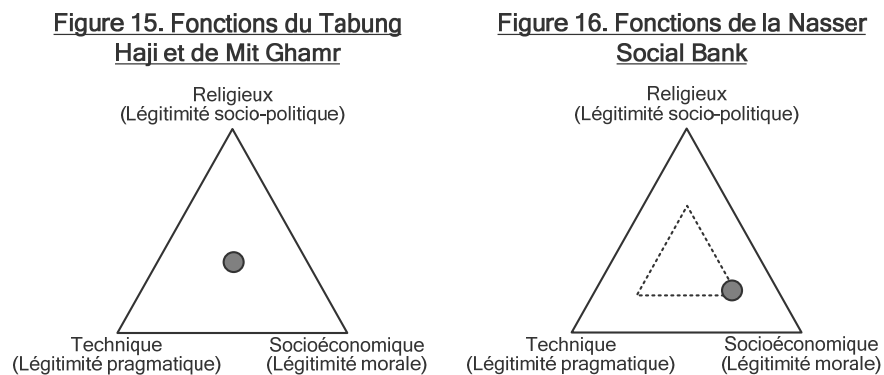 Figure 15. Fonctions du Tabung
Haji et de Mit Ghamr
Religieux
(Légitimité socio-politique)
Technique
(Légitimité pragmatique)
Socioéconomique
(Légitimité morale)
Figure 16. Fonctions de la Nasser
Social Bank
Religieux
(Légitimité socio-politique)
Technique
(Légitimité pragmatique)
Socioéconomique
(Légitimité morale)